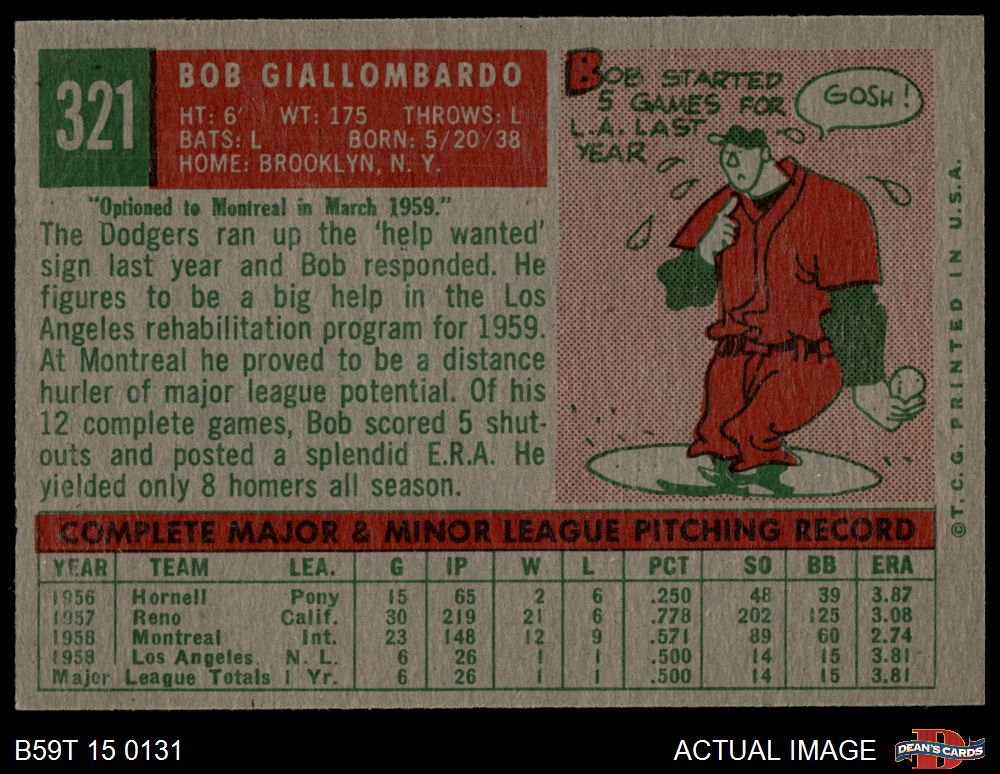 321
BOB GIALLOMBARDO
HT: 6' WT: 175 THROWS: L
BATS: L BORN: 5/20/38
HOME: BROOKLYN, N. Y.
"Optioned to Montreal in March 1959."
The Dodgers ran up the 'help wanted'
sign last year and Bob responded. He
figures to be a big help in the Los
Angeles rehabilitation program for 1959.
At Montreal he proved to be a distance
hurler of major league potential. Of his
12 complete games, Bob scored 5 shut-
outs and posted a splendid E.R.A. He
yielded only 8 homers all season.
BOB STARTED
5 GAMES FOR
L.A. LAST
YEAR
GOSH!
COMPLETE MAJOR & MINOR LEAGUE PITCHING RECORD
YEAR TEAM LEA. G IP W L PCT SO BB ERA
1956 Hornell Pony 15 65 2 6 .250 48 39 3.87
1957 Reno Calif. 30 219 21 6 .778 202 125 3.08
1958 Montreal Int. 23 148 12 9 .571 89 60 2.74
1958 Los Angeles N. L. 6 26 1 1 .500 14 15 3.81
Major League Totals 1 Yr. 6 26 1 1 .500 14 15 3.81
©T. C. G. PRINTED IN U.S.A.
B59T 15 0131
ACTUAL IMAGE
DEAN'S CARDS